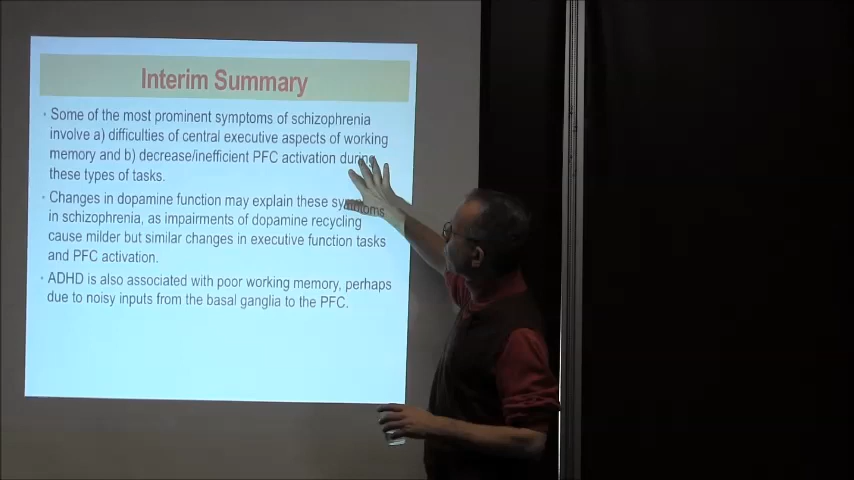 Interim Summary
• Some of the most prominent symptoms of schizophrenia
involve a) difficulties of central executive aspects of working
memory and b) decrease/inefficient PFC activation during
these types of tasks.
• Changes in dopamine function may explain these symptoms
in schizophrenia, as impairments of dopamine recycling
cause milder but similar changes in executive function tasks
and PFC activation.
• ADHD is also associated with poor working memory, perhaps
due to noisy inputs from the basal ganglia to the PFC.